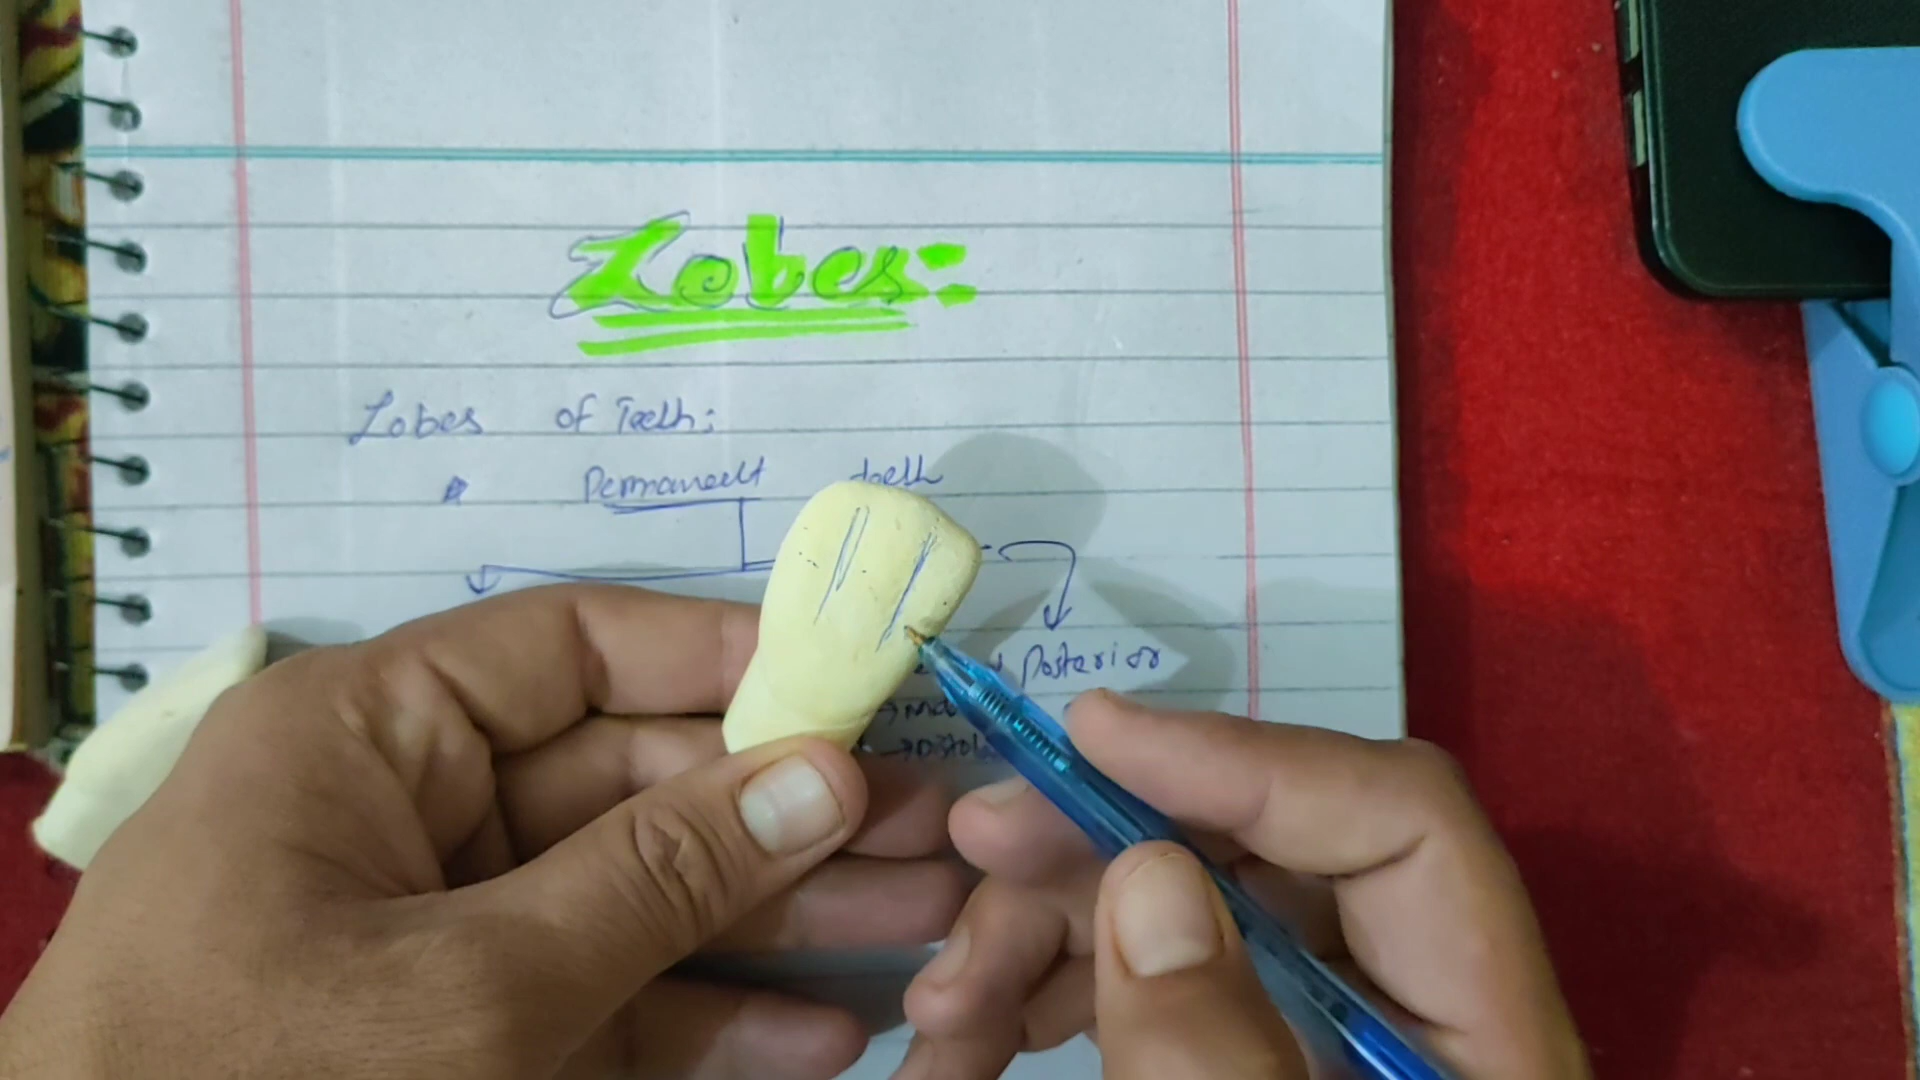 Lobes:
Lobes of Teeth:
Permanent teeth
Posterior